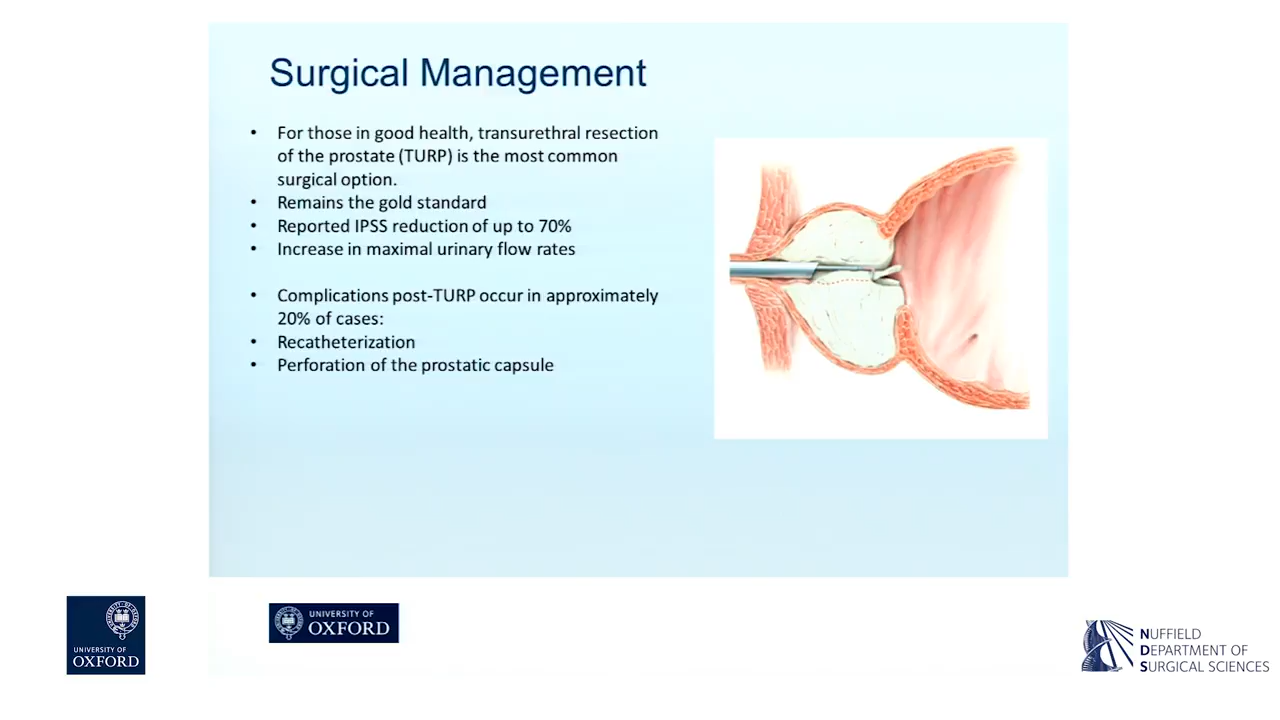 Surgical Management
• For those in good health, transurethral resection
of the prostate (TURP) is the most common
surgical option.
• Remains the gold standard
• Reported IPSS reduction of up to 70%
• Increase in maximal urinary flow rates
• Complications post-TURP occur in approximately
20% of cases:
• Recatheterization
• Perforation of the prostatic capsule
UNIVERSITY OF
OXFORD
UNIVERSITY OF
OXFORD
NUFFIELD
DEPARTMENT OF
SURGICAL SCIENCES